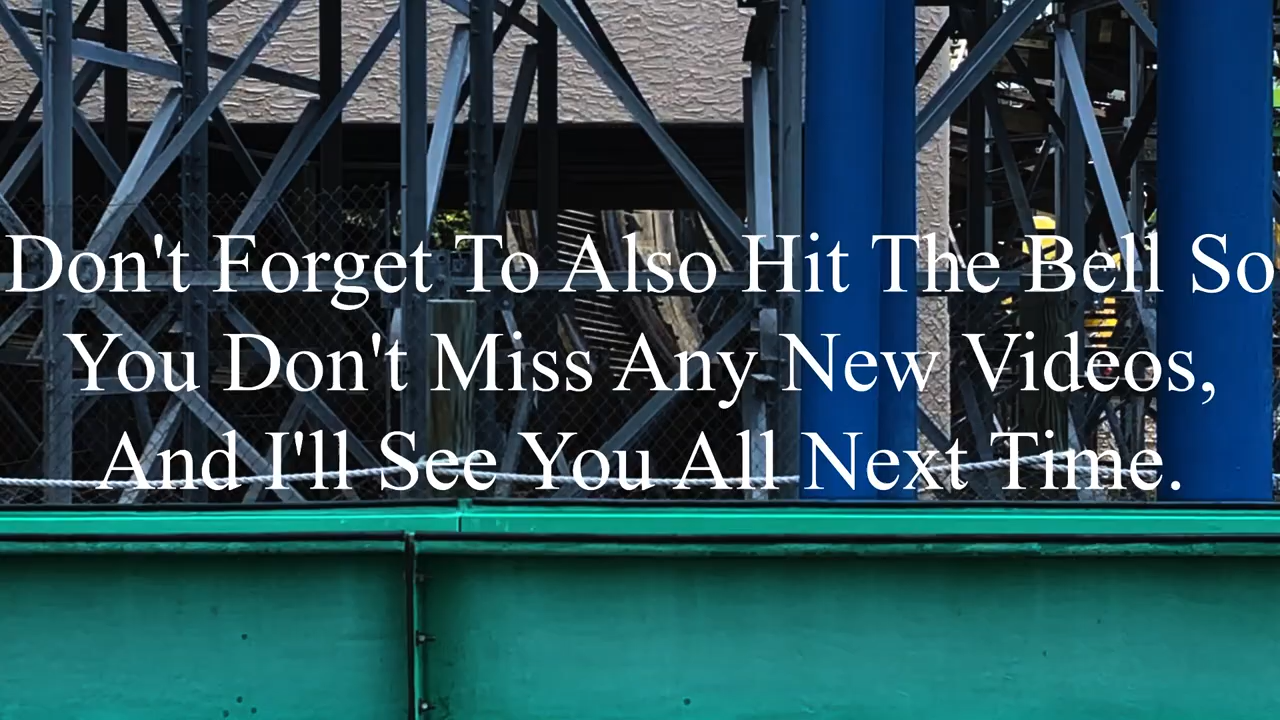 Don't Forget To Also Hit The Bell So
You Don't Miss Any New Videos,
And I'll See You All Next Time.